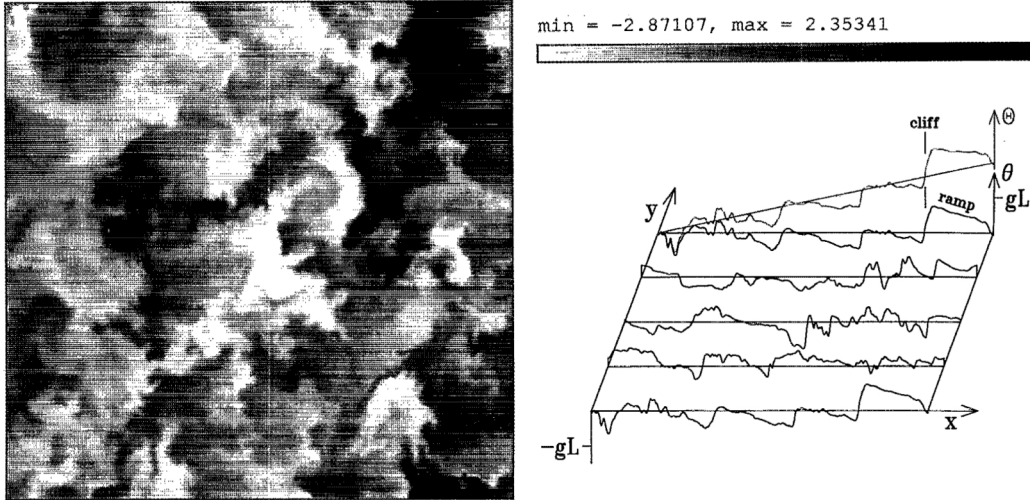 min = -2.87107, max = 2.35341
cliff
Θ
θ
y
ramp
gL
x
-gL